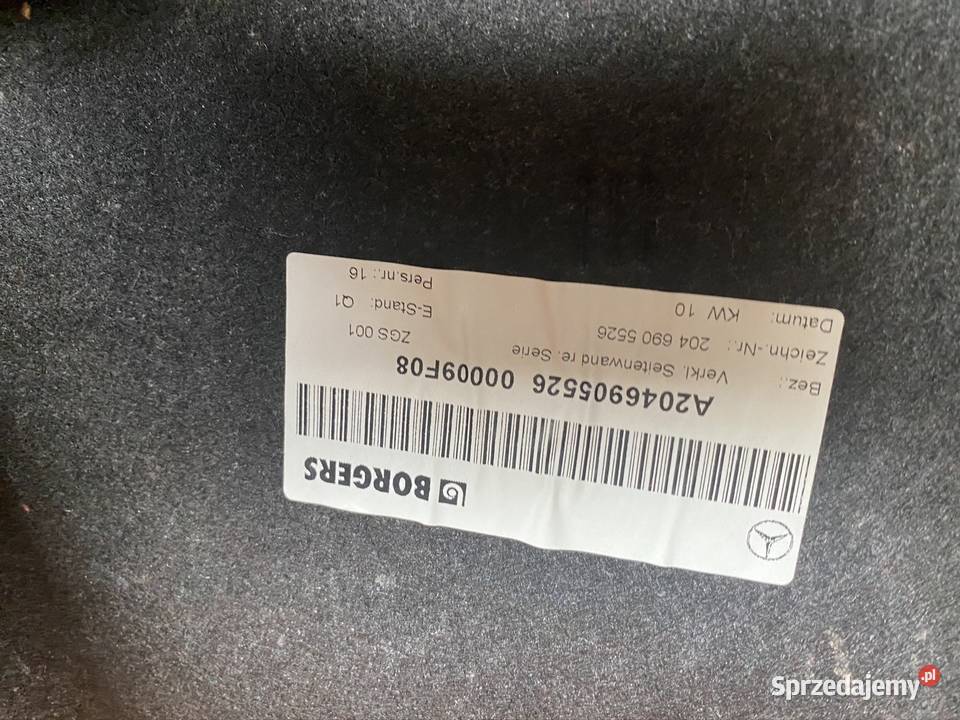 BORGERS
A2046905526 00009F08
Bez.: Verkl. Seitenwand re. Serie
Zeichn.-Nr.: 204 690 5526 ZGS 001
Datum: KW 10 E-Stand: Q1
Pers.nr.: 16
Sprzedajemy.pl